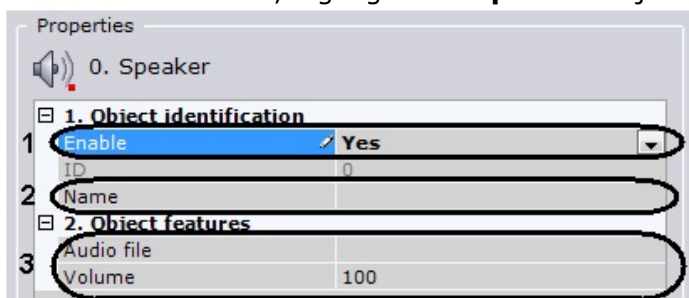 Properties
0. Speaker
1. Object identification
1 Enable Yes
ID 0
2 Name
2. Object features
3 Audio file
Volume 100